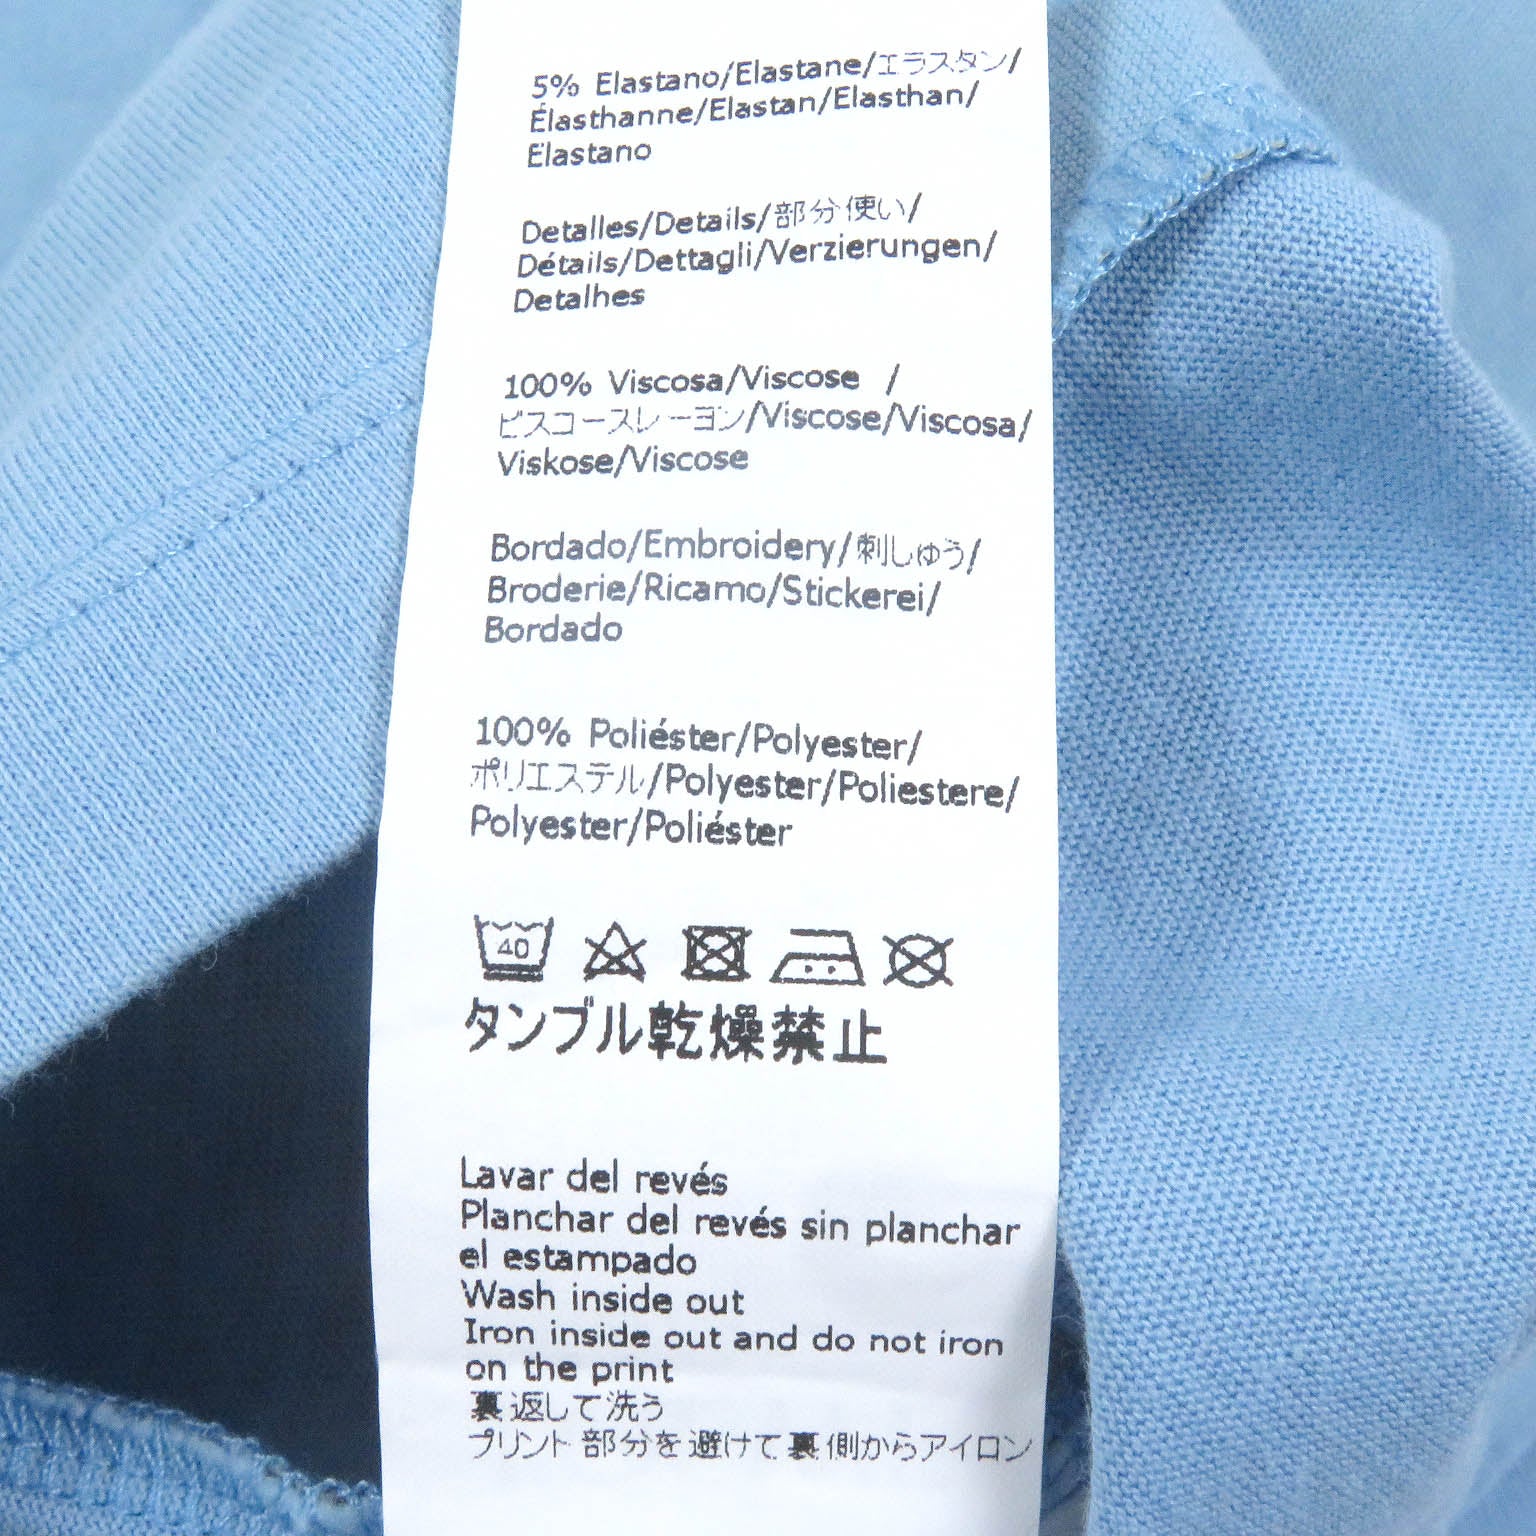 5% Elastano/Elastane/エラスタン/
Élasthanne/Elastan/Elasthan/
Elastano
Detalles/Details/部分使い/
Détails/Dettagli/Verzierungen/
Detalhes
100% Viscosa/Viscose /
ビスコースレーヨン/Viscose/Viscosa/
Viskose/Viscose
Bordado/Embroidery/刺しゅう/
Broderie/Ricamo/Stickerei/
Bordado
100% Poliéster/Polyester/
ポリエステル/Polyester/Poliestere/
Polyester/Poliéster
40
タンブル乾燥禁止
Lavar del revés
Planchar del revés sin planchar
el estampado
Wash inside out
Iron inside out and do not iron
on the print
裏返して洗う
プリント部分を避けて裏側からアイロン